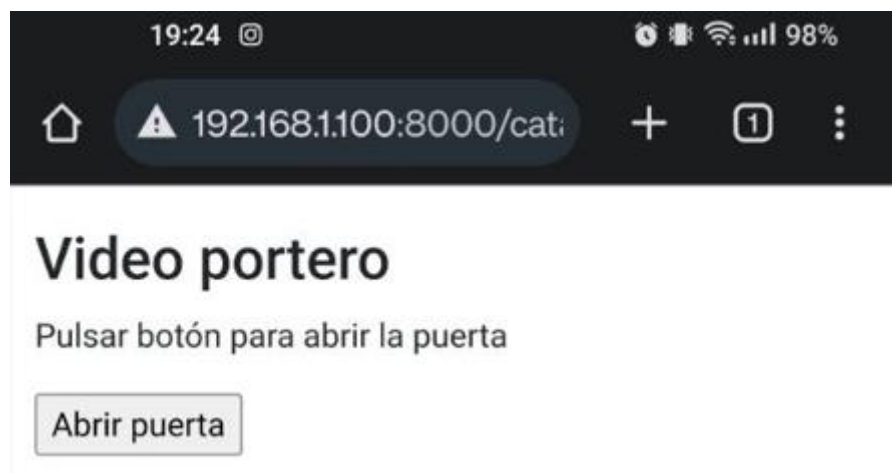 19:24 98%
192.168.1.100:8000/cat
1
Video portero
Pulsar botón para abrir la puerta
Abrir puerta